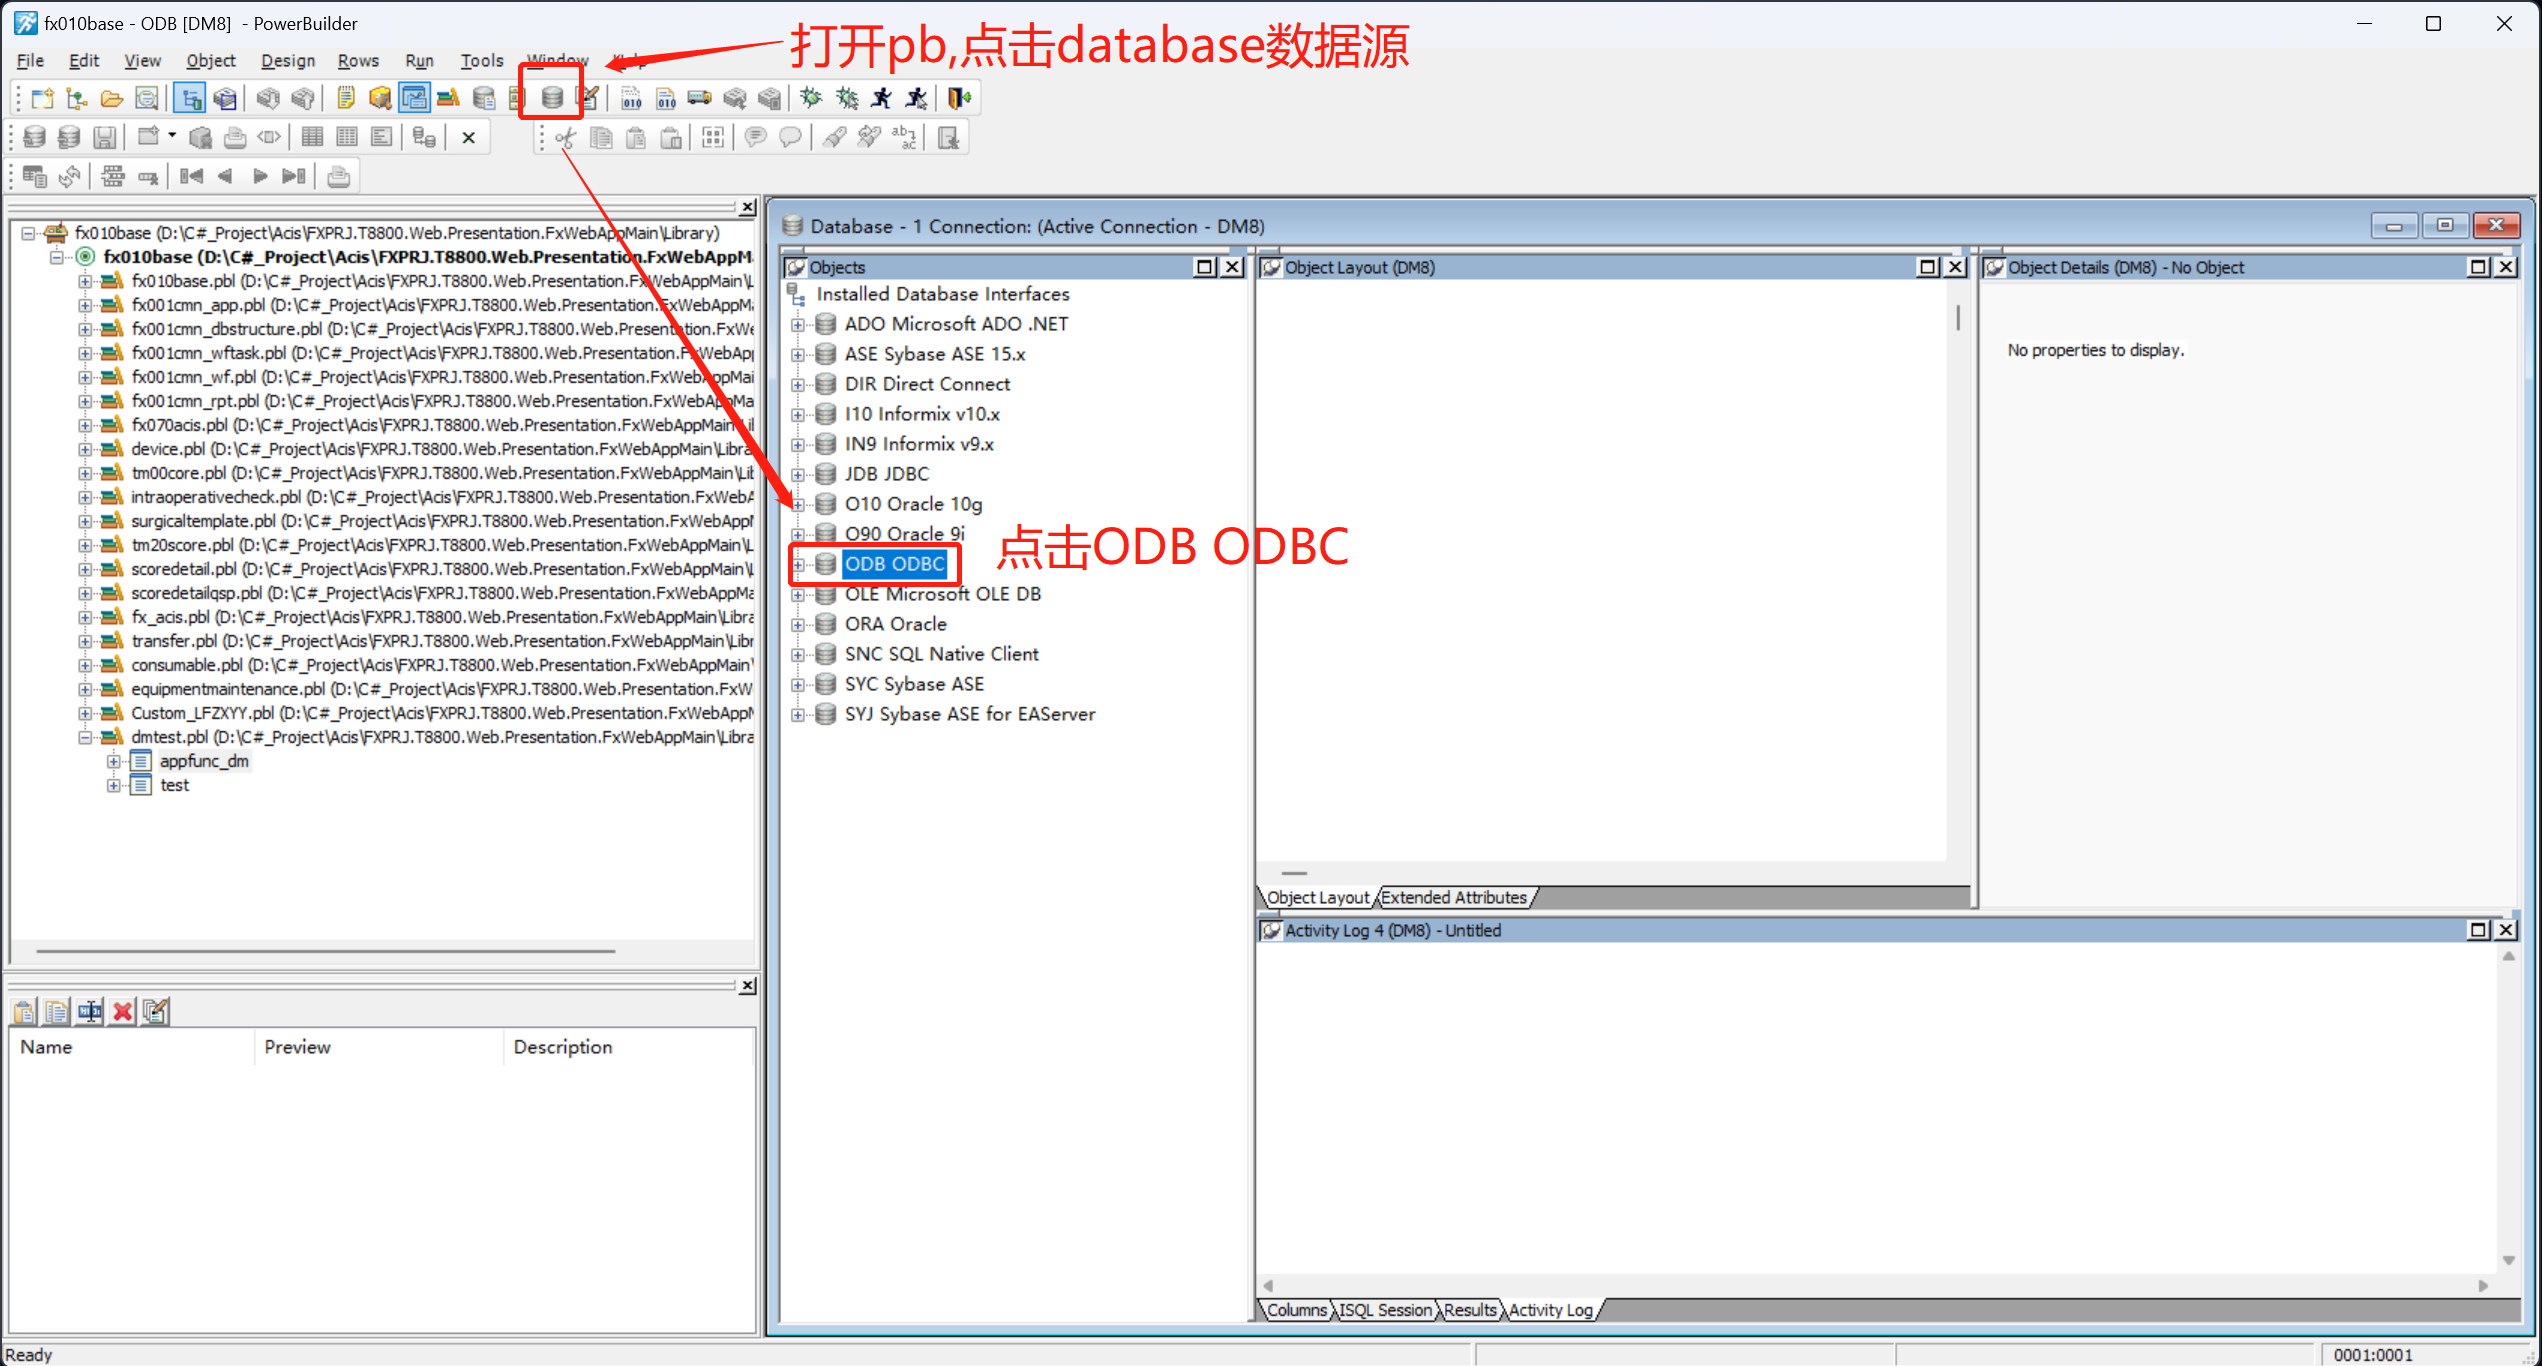 fx010base - ODB [DM8]  - PowerBuilder
打开pb,点击database数据源
File Edit View Object Design Rows Run Tools Window Help
fx010base (D:\C#_Project\Acis\FXPRJ.T8800.Web.Presentation.FxWebAppMain\Library)
fx010base (D:\C#_Project\Acis\FXPRJ.T8800.Web.Presentation.FxWebAppM
fx010base.pbl (D:\C#_Project\Acis\FXPRJ.T8800.Web.Presentation.FxWebAppMain\L
fx001cmn_app.pbl (D:\C#_Project\Acis\FXPRJ.T8800.Web.Presentation.FxWebAppMa
fx001cmn_dbstructure.pbl (D:\C#_Project\Acis\FXPRJ.T8800.Web.Presentation.FxWe
fx001cmn_wftask.pbl (D:\C#_Project\Acis\FXPRJ.T8800.Web.Presentation.FxWebAp
fx001cmn_wf.pbl (D:\C#_Project\Acis\FXPRJ.T8800.Web.Presentation.FxWebAppMai
fx001cmn_rpt.pbl (D:\C#_Project\Acis\FXPRJ.T8800.Web.Presentation.FxWebAppMa
fx070acis.pbl (D:\C#_Project\Acis\FXPRJ.T8800.Web.Presentation.FxWebAppMain\Li
device.pbl (D:\C#_Project\Acis\FXPRJ.T8800.Web.Presentation.FxWebAppMain\Libra
tm00core.pbl (D:\C#_Project\Acis\FXPRJ.T8800.Web.Presentation.FxWebAppMain\Lit
intraoperativecheck.pbl (D:\C#_Project\Acis\FXPRJ.T8800.Web.Presentation.FxWebA
surgicaltemplate.pbl (D:\C#_Project\Acis\FXPRJ.T8800.Web.Presentation.FxWebAppM
tm20score.pbl (D:\C#_Project\Acis\FXPRJ.T8800.Web.Presentation.FxWebAppMain\L
scoredetail.pbl (D:\C#_Project\Acis\FXPRJ.T8800.Web.Presentation.FxWebAppMain\L
scoredetailqsp.pbl (D:\C#_Project\Acis\FXPRJ.T8800.Web.Presentation.FxWebAppMain
fx_acis.pbl (D:\C#_Project\Acis\FXPRJ.T8800.Web.Presentation.FxWebAppMain\Libra
transfer.pbl (D:\C#_Project\Acis\FXPRJ.T8800.Web.Presentation.FxWebAppMain\Libr
consumable.pbl (D:\C#_Project\Acis\FXPRJ.T8800.Web.Presentation.FxWebAppMain\
equipmentmaintenance.pbl (D:\C#_Project\Acis\FXPRJ.T8800.Web.Presentation.FxW
Custom_LFZXYY.pbl (D:\C#_Project\Acis\FXPRJ.T8800.Web.Presentation.FxWebAppM
dmtest.pbl (D:\C#_Project\Acis\FXPRJ.T8800.Web.Presentation.FxWebAppMain\Libra
appfunc_dm
test
Name Preview Description
Database - 1 Connection: (Active Connection - DM8)
Objects
Installed Database Interfaces
ADO Microsoft ADO .NET
ASE Sybase ASE 15.x
DIR Direct Connect
I10 Informix v10.x
IN9 Informix v9.x
JDB JDBC
O10 Oracle 10g
O90 Oracle 9i
ODB ODBC
OLE Microsoft OLE DB
ORA Oracle
SNC SQL Native Client
SYC Sybase ASE
SYJ Sybase ASE for EAServer
点击ODB ODBC
Object Layout (DM8)
Object Layout Extended Attributes
Object Details (DM8) - No Object
No properties to display.
Activity Log 4 (DM8) - Untitled
Columns ISQL Session Results Activity Log
Ready 0001:0001